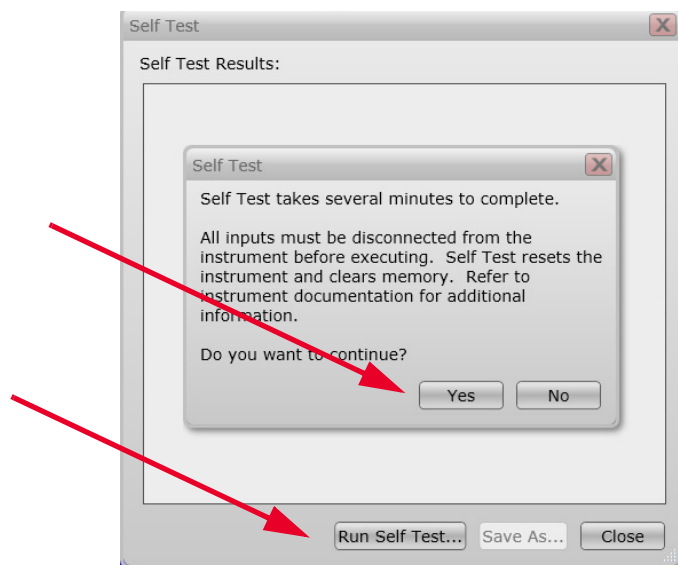 Self Test
Self Test Results:
Self Test
Self Test takes several minutes to complete.
All inputs must be disconnected from the
instrument before executing.  Self Test resets the
instrument and clears memory.  Refer to
instrument documentation for additional
information.
Do you want to continue?
Yes No
Run Self Test... Save As... Close